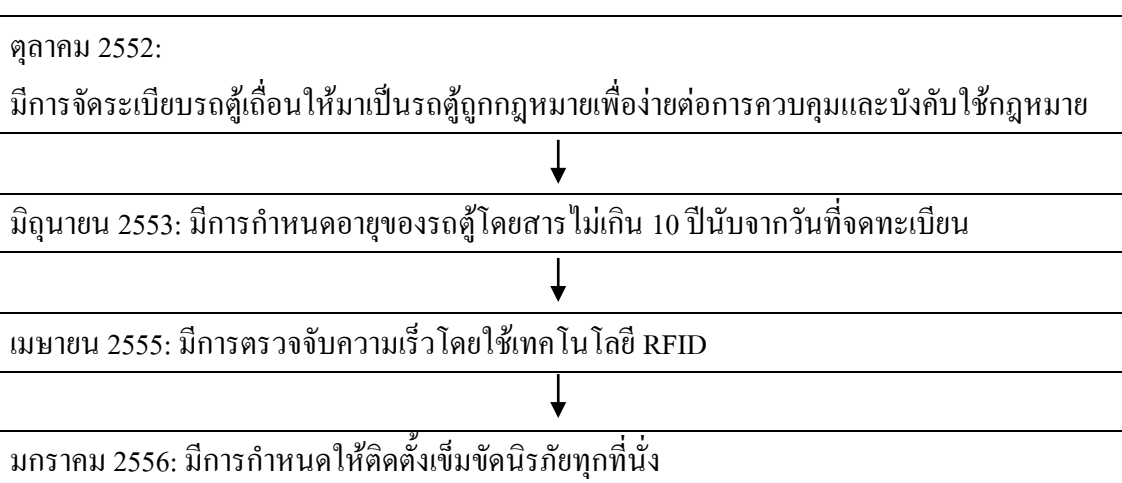 ตุลาคม 2552:
มีการจัดระเบียบรถตู้เถื่อนให้มาเป็นรถตู้ถูกกฎหมายเพื่อง่ายต่อการควบคุมและบังคับใช้กฎหมาย
มิถุนายน 2553: มีการกำหนดอายุของรถตู้โดยสารไม่เกิน 10 ปีนับจากวันที่จดทะเบียน
เมษายน 2555: มีการตรวจจับความเร็วโดยใช้เทคโนโลยี RFID
มกราคม 2556: มีการกำหนดให้ติดตั้งเข็มขัดนิรภัยทุกที่นั่ง